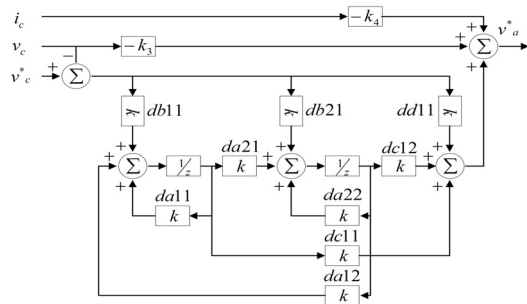 i_c
-k_4
v*_a
v_c
-k_3
v*_c
Σ
Σ
k db11
k db21
k dd11
da21
dc12
Σ
1/z
k
Σ
1/z
k
Σ
da11
da22
k
k
dc11
k
da12
k